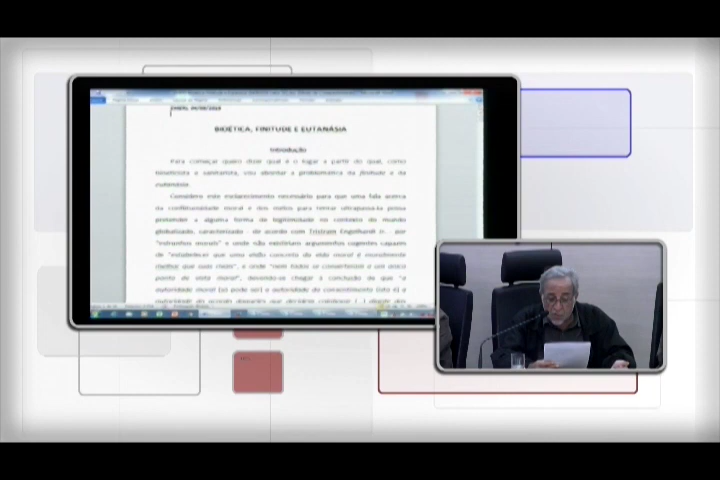 BIOÉTICA, FINITUDE E EUTANÁSIA
Introdução
Para começar quero dizer qual é o lugar a partir do qual, como
bioeticista e sanitarista, vou abordar a problemática da finitude e da
eutanásia.
Considero este esclarecimento necessário para que uma fala acerca
na conflituosidade moral e dos meios para tentar ultrapassá-la possa
pretender a alguma forma de legitimidade no contexto do mundo
globalizado, caracterizado - de acordo com Tristram Engelhardt Jr. - por
"estranhos morais" e onde não existiriam argumentos cogentes capazes
de "estabelecer que uma visão concreta da vida moral é moralmente
melhor que suas rivais", e onde "nem todos se convertessem a um único
ponto de vista moral", devendo-se chegar à conclusão de que "a
autoridade moral [só pode ser] a autoridade do consentimento [isto é] a